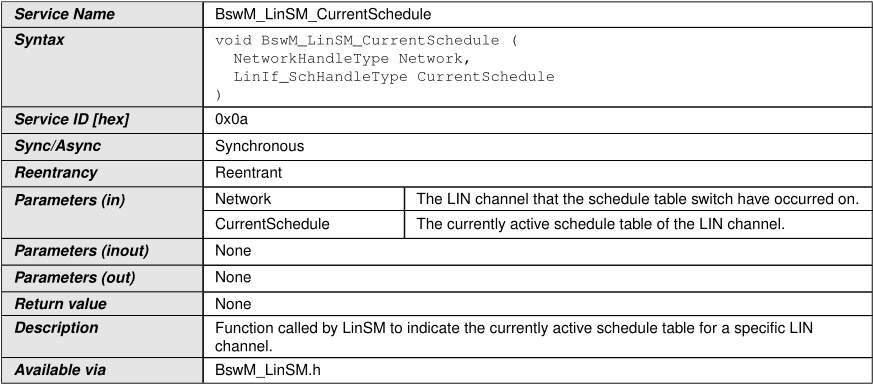 Service Name BswM_LinSM_CurrentSchedule
Syntax void BswM_LinSM_CurrentSchedule (
NetworkHandleType Network,
LinIf_SchHandleType CurrentSchedule
)
Service ID [hex] 0x0a
Sync/Async Synchronous
Reentrancy Reentrant
Parameters (in) Network The LIN channel that the schedule table switch have occurred on.
CurrentSchedule The currently active schedule table of the LIN channel.
Parameters (inout) None
Parameters (out) None
Return value None
Description Function called by LinSM to indicate the currently active schedule table for a specific LIN
channel.
Available via BswM_LinSM.h